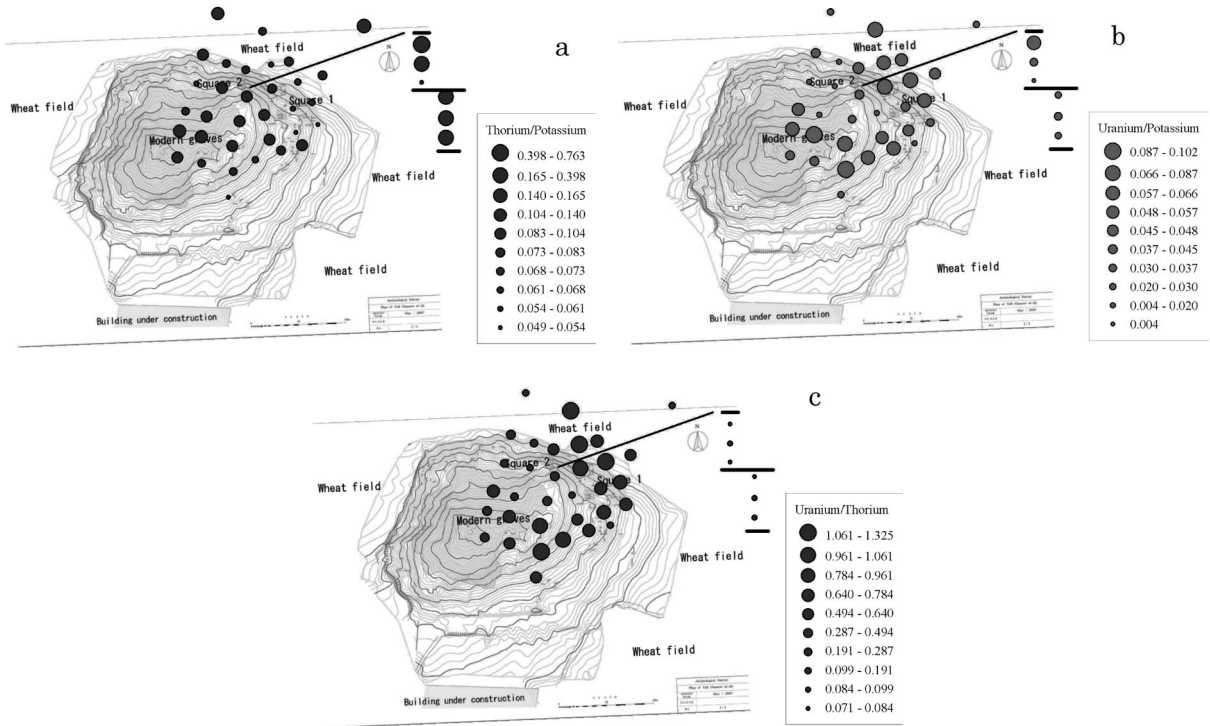 a
Wheat field
N
Square 2
Square 1
Wheat field
Modern graves
Wheat field
Wheat field
Building under construction
Thorium/Potassium
0.398 - 0.763
0.165 - 0.398
0.140 - 0.165
0.104 - 0.140
0.083 - 0.104
0.073 - 0.083
0.068 - 0.073
0.061 - 0.068
0.054 - 0.061
0.049 - 0.054
b
Wheat field
N
Square 2
Square 1
Wheat field
Modern graves
Wheat field
Wheat field
Building under construction
Uranium/Potassium
0.087 - 0.102
0.066 - 0.087
0.057 - 0.066
0.048 - 0.057
0.045 - 0.048
0.037 - 0.045
0.030 - 0.037
0.020 - 0.030
0.004 - 0.020
0.004
c
Wheat field
N
Square 2
Square 1
Wheat field
Modern graves
Wheat field
Wheat field
Building under construction
Uranium/Thorium
1.061 - 1.325
0.961 - 1.061
0.784 - 0.961
0.640 - 0.784
0.494 - 0.640
0.287 - 0.494
0.191 - 0.287
0.099 - 0.191
0.084 - 0.099
0.071 - 0.084